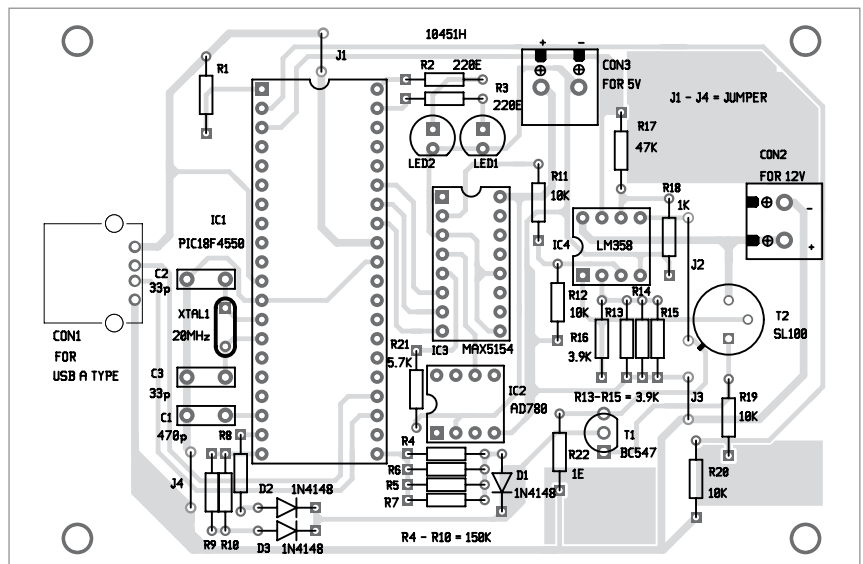 10451H
J1
R1
R2 220E
R3
220E
+ -
CON3
FOR 5V
J1 - J4 = JUMPER
R17
47K
CON2
FOR 12V
-
+
LED2
LED1
R11
10K
R18
1K
IC1
PIC18F4550
IC4
LM358
J2
C2
33p
XTAL1
20MHz
R12
10K
R14
R13
R15
R16
3.9K
T2
SL100
CON1
FOR
USB A TYPE
R21
5.7K
IC3
MAX5154
C3
33p
IC2
AD780
R13-R15 = 3.9K
J3
R19
10K
C1
470p
R8
R4
R6
R5
R7
T1
BC547
R22
1E
D1
1N4148
R20
10K
J4
D2
1N4148
R9
R10
D3
1N4148
R4 - R10 = 150K